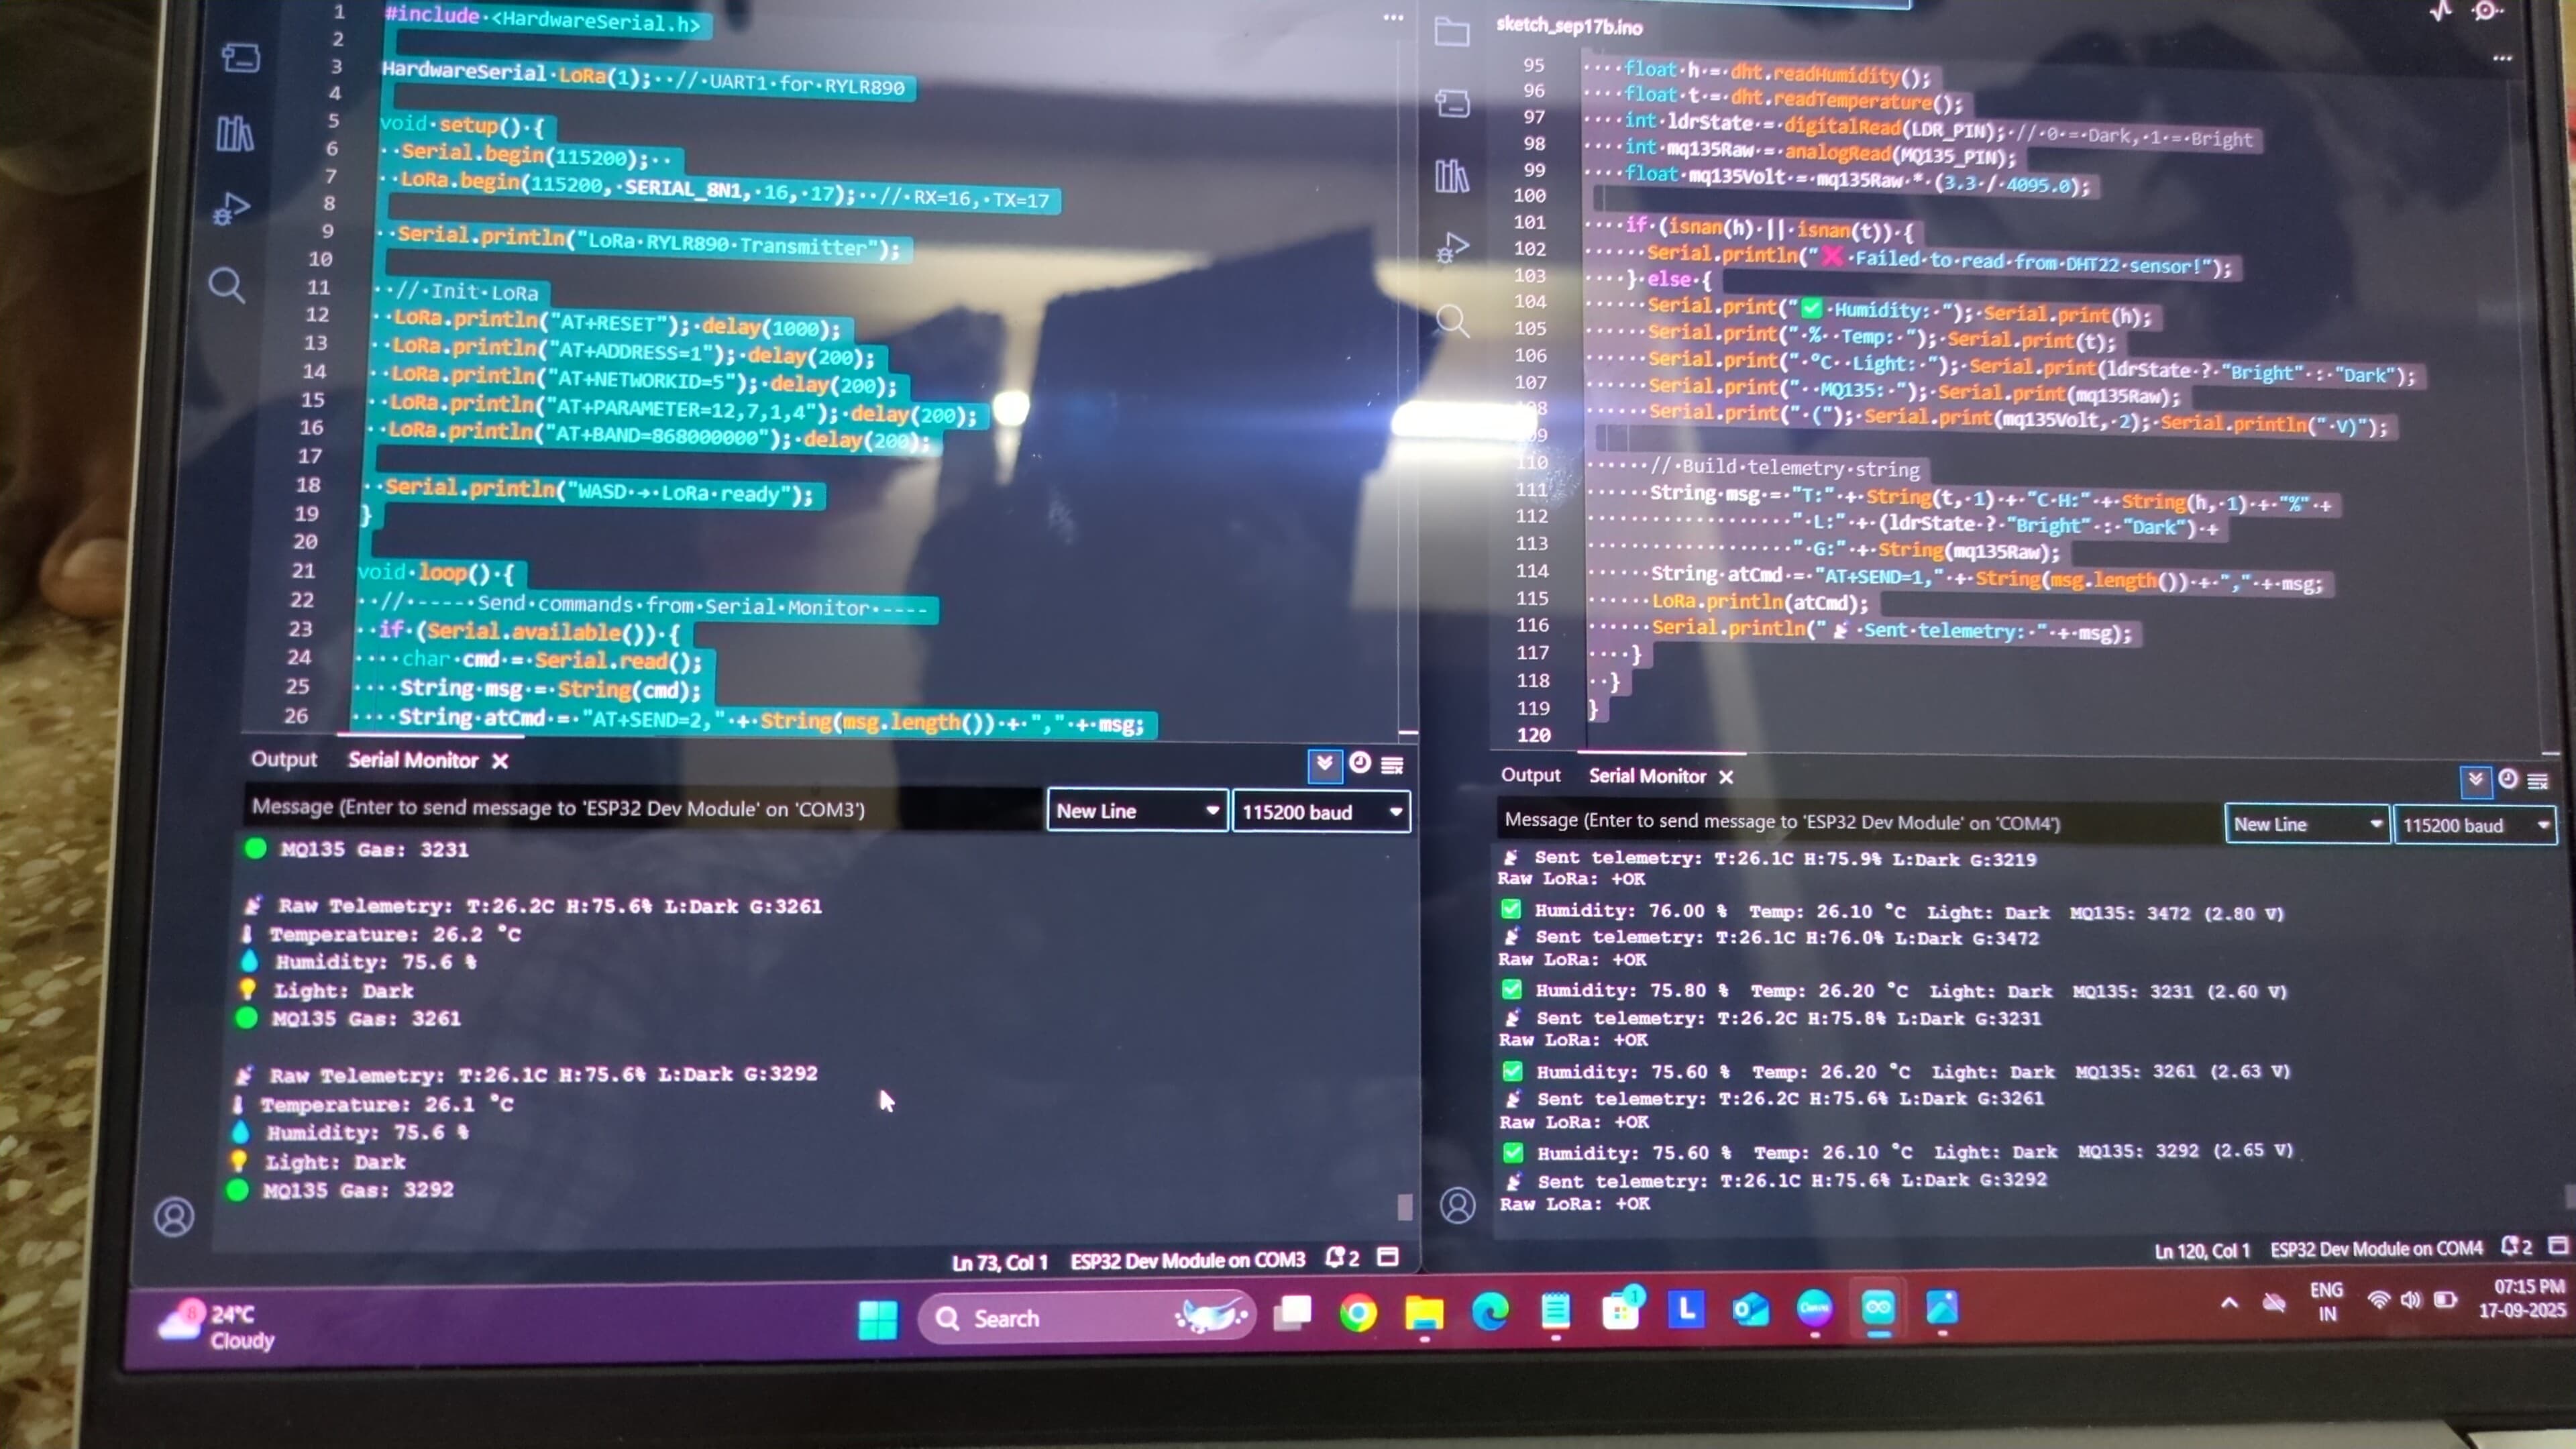 1 #include <HardwareSerial.h>
2
3 HardwareSerial LoRa(1); // UART1 for RYLR890
4
5 void setup() {
6 Serial.begin(115200);
7 LoRa.begin(115200, SERIAL_8N1, 16, 17); // RX=16, TX=17
8
9 Serial.println("LoRa RYLR890 Transmitter");
10
11 // Init LoRa
12 LoRa.println("AT+RESET"); delay(1000);
13 LoRa.println("AT+ADDRESS=1"); delay(200);
14 LoRa.println("AT+NETWORKID=5"); delay(200);
15 LoRa.println("AT+PARAMETER=12,7,1,4"); delay(200);
16 LoRa.println("AT+BAND=868000000"); delay(200);
17
18 Serial.println("WASD → LoRa ready");
19 }
20
21 void loop() {
22 // ----- Send commands from Serial Monitor -----
23 if (Serial.available()) {
24 char cmd = Serial.read();
25 String msg = String(cmd);
26 String atCmd = "AT+SEND=2," + String(msg.length()) + "," + msg;
Output Serial Monitor
Message (Enter to send message to 'ESP32 Dev Module' on 'COM3')
New Line
115200 baud
MQ135 Gas: 3231
Raw Telemetry: T:26.2C H:75.6% L:Dark G:3261
Temperature: 26.2 °C
Humidity: 75.6 %
Light: Dark
MQ135 Gas: 3261
Raw Telemetry: T:26.1C H:75.6% L:Dark G:3292
Temperature: 26.1 °C
Humidity: 75.6 %
Light: Dark
MQ135 Gas: 3292
Ln 73, Col 1 ESP32 Dev Module on COM3 2
sketch_sep17b.ino
95 float h = dht.readHumidity();
96 float t = dht.readTemperature();
97 int ldrState = digitalRead(LDR_PIN); // 0 = Dark, 1 = Bright
98 int mq135Raw = analogRead(MQ135_PIN);
99 float mq135Volt = mq135Raw * (3.3 / 4095.0);
100
101 if (isnan(h) || isnan(t)) {
102 Serial.println("❌ Failed to read from DHT22 sensor!");
103 } else {
104 Serial.print("✅ Humidity: "); Serial.print(h);
105 Serial.print(" % Temp: "); Serial.print(t);
106 Serial.print(" °C Light: "); Serial.print(ldrState ? "Bright" : "Dark");
107 Serial.print("  MQ135: "); Serial.print(mq135Raw);
108 Serial.print(" ("); Serial.print(mq135Volt, 2); Serial.println(" V)");
109
110 // Build telemetry string
111 String msg = "T:" + String(t, 1) + "C H:" + String(h, 1) + "%" +
112 " L:" + (ldrState ? "Bright" : "Dark") +
113 " G:" + String(mq135Raw);
114 String atCmd = "AT+SEND=1," + String(msg.length()) + "," + msg;
115 LoRa.println(atCmd);
116 Serial.println("📡 Sent telemetry: " + msg);
117 }
118 }
119 }
120
Output Serial Monitor
Message (Enter to send message to 'ESP32 Dev Module' on 'COM4')
New Line
115200 baud
Sent telemetry: T:26.1C H:75.9% L:Dark G:3219
Raw LoRa: +OK
✅ Humidity: 76.00 % Temp: 26.10 °C Light: Dark MQ135: 3472 (2.80 V)
Sent telemetry: T:26.1C H:76.0% L:Dark G:3472
Raw LoRa: +OK
✅ Humidity: 75.80 % Temp: 26.20 °C Light: Dark MQ135: 3231 (2.60 V)
Sent telemetry: T:26.2C H:75.8% L:Dark G:3231
Raw LoRa: +OK
✅ Humidity: 75.60 % Temp: 26.20 °C Light: Dark MQ135: 3261 (2.63 V)
Sent telemetry: T:26.2C H:75.6% L:Dark G:3261
Raw LoRa: +OK
✅ Humidity: 75.60 % Temp: 26.10 °C Light: Dark MQ135: 3292 (2.65 V)
Sent telemetry: T:26.1C H:75.6% L:Dark G:3292
Raw LoRa: +OK
Ln 120, Col 1 ESP32 Dev Module on COM4 2
8
24°C
Cloudy
Search
1
L
Canva
ENG
IN
07:15 PM
17-09-2025